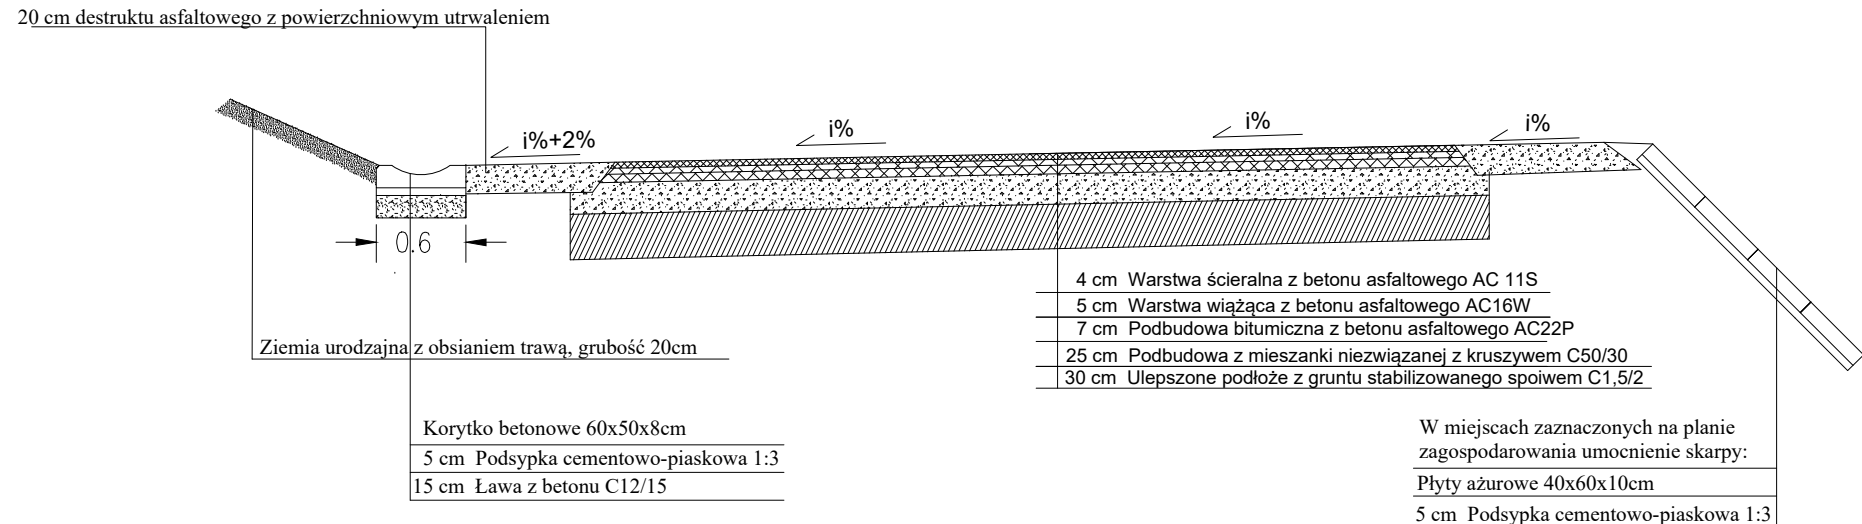 20 cm destruktu asfaltowego z powierzchniowym utrwaleniem
i%+2%
i%
i%
i%
0.6
4 cm Warstwa ścieralna z betonu asfaltowego AC 11S
5 cm Warstwa wiążąca z betonu asfaltowego AC16W
7 cm Podbudowa bitumiczna z betonu asfaltowego AC22P
25 cm Podbudowa z mieszanki niezwiązanej z kruszywem C50/30
30 cm Ulepszone podłoże z gruntu stabilizowanego spoiwem C1,5/2
Ziemia urodzajna z obsianiem trawą, grubość 20cm
Korytko betonowe 60x50x8cm
5 cm Podsypka cementowo-piaskowa 1:3
15 cm Ława z betonu C12/15
W miejscach zaznaczonych na planie
zagospodarowania umocnienie skarpy:
Płyty ażurowe 40x60x10cm
5 cm Podsypka cementowo-piaskowa 1:3